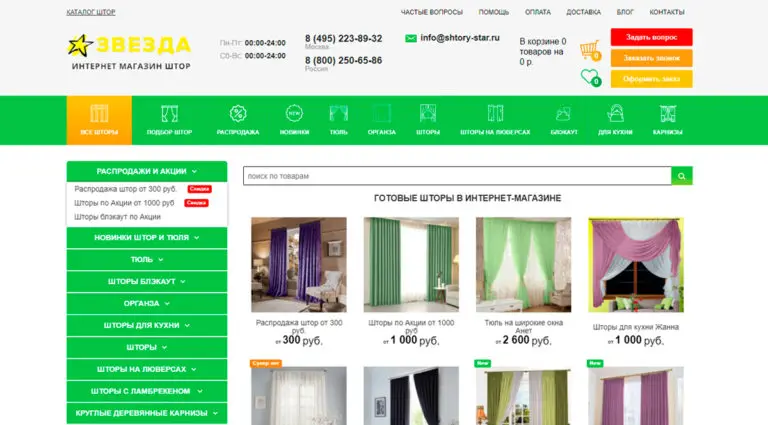 КАТАЛОГ ШТОР
ЧАСТЫЕ ВОПРОСЫ ПОМОЩЬ ОПЛАТА ДОСТАВКА БЛОГ КОНТАКТЫ
ЗВЕЗДА
ИНТЕРНЕТ МАГАЗИН ШТОР
Пн-Пт: 00:00-24:00
Сб-Вс: 00:00-24:00
8 (495) 223-89-32
Москва
8 (800) 250-65-86
Россия
info@shtory-star.ru
В корзине 0
товаров на
0 р.
0
0
Задать вопрос
Заказать звонок
Оформить заказ
ВСЕ ШТОРЫ ПОДБОР ШТОР РАСПРОДАЖА НОВИНКИ ТЮЛЬ ОРГАНЗА ШТОРЫ ШТОРЫ НА ЛЮВЕРСАХ БЛЭКАУТ ДЛЯ КУХНИ КАРНИЗЫ
NEW
РАСПРОДАЖИ И АКЦИИ
Распродажа штор от 300 руб. Скидка
Шторы по Акции от 1000 руб Скидка
Шторы блэкаут по Акции
НОВИНКИ ШТОР И ТЮЛЯ
ТЮЛЬ
ШТОРЫ БЛЭКАУТ
ОРГАНЗА
ШТОРЫ ДЛЯ КУХНИ
ШТОРЫ
ШТОРЫ НА ЛЮВЕРСАХ
ШТОРЫ С ЛАМБРЕКЕНОМ
КРУГЛЫЕ ДЕРЕВЯННЫЕ КАРНИЗЫ
поиск по товарам
ГОТОВЫЕ ШТОРЫ В ИНТЕРНЕТ-МАГАЗИНЕ
Распродажа штор от 300
руб.
от 300 руб.
Шторы по Акции от 1000
руб
от 1 000 руб.
Тюль на широкие окна
Анет
от 2 600 руб.
Шторы для кухни Жанна
от 1 000 руб.
Супер хит
New
New